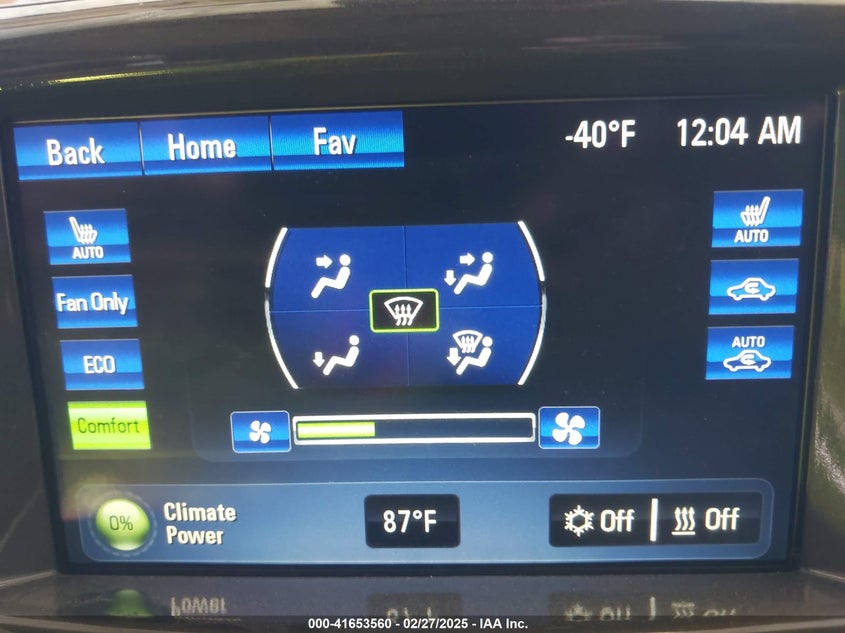 Back Home Fav -40°F 12:04 AM
AUTO
AUTO
Fan Only
ECO
AUTO
Comfort
0% Climate Power 87°F Off Off
000-41653560 - 02/27/2025 - IAA Inc.